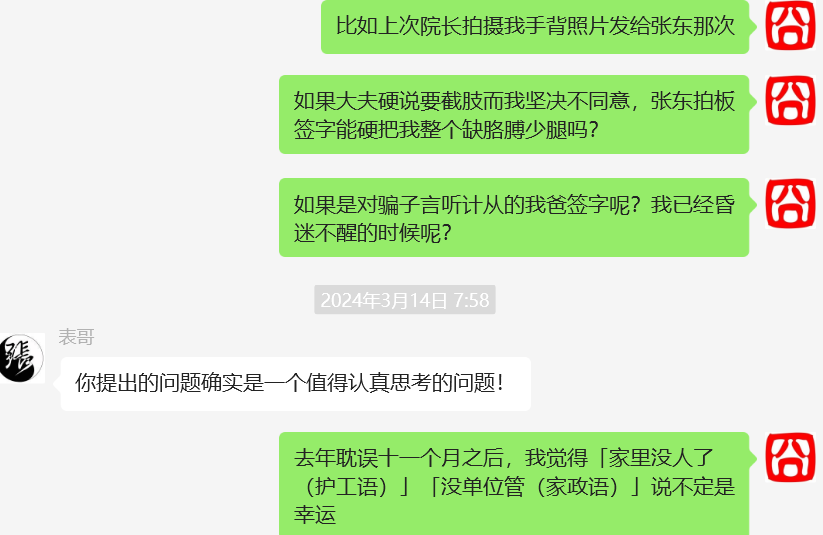 比如上次院长拍摄我手背照片发给张东那次
囧
如果大夫硬说要截肢而我坚决不同意，张东拍板
签字能硬把我整个缺胳膊少腿吗？
囧
如果是对骗子言听计从的我爸签字呢？我已经昏
迷不醒的时候呢？
囧
2024年3月14日 7:58
表哥
張
你提出的问题确实是一个值得认真思考的问题！
去年耽误十一个月之后，我觉得「家里没人了
（护工语）」「没单位管（家政语）」说不定是
幸运
囧